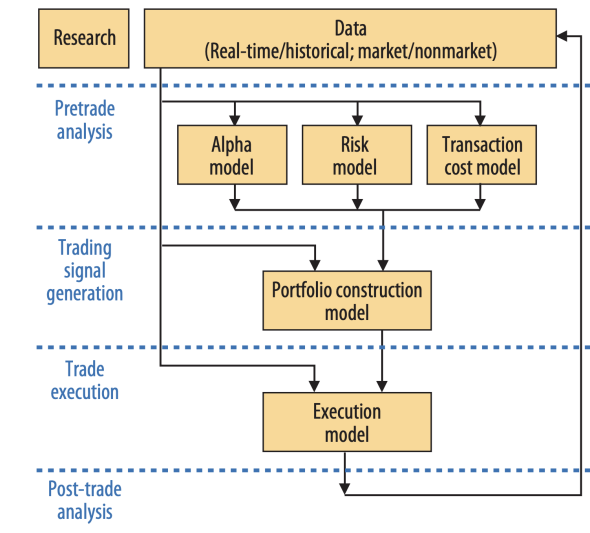 Research
Data
(Real-time/historical; market/nonmarket)
Pretrade
analysis
Alpha
model
Risk
model
Transaction
cost model
Trading
signal
generation
Portfolio construction
model
Trade
execution
Execution
model
Post-trade
analysis